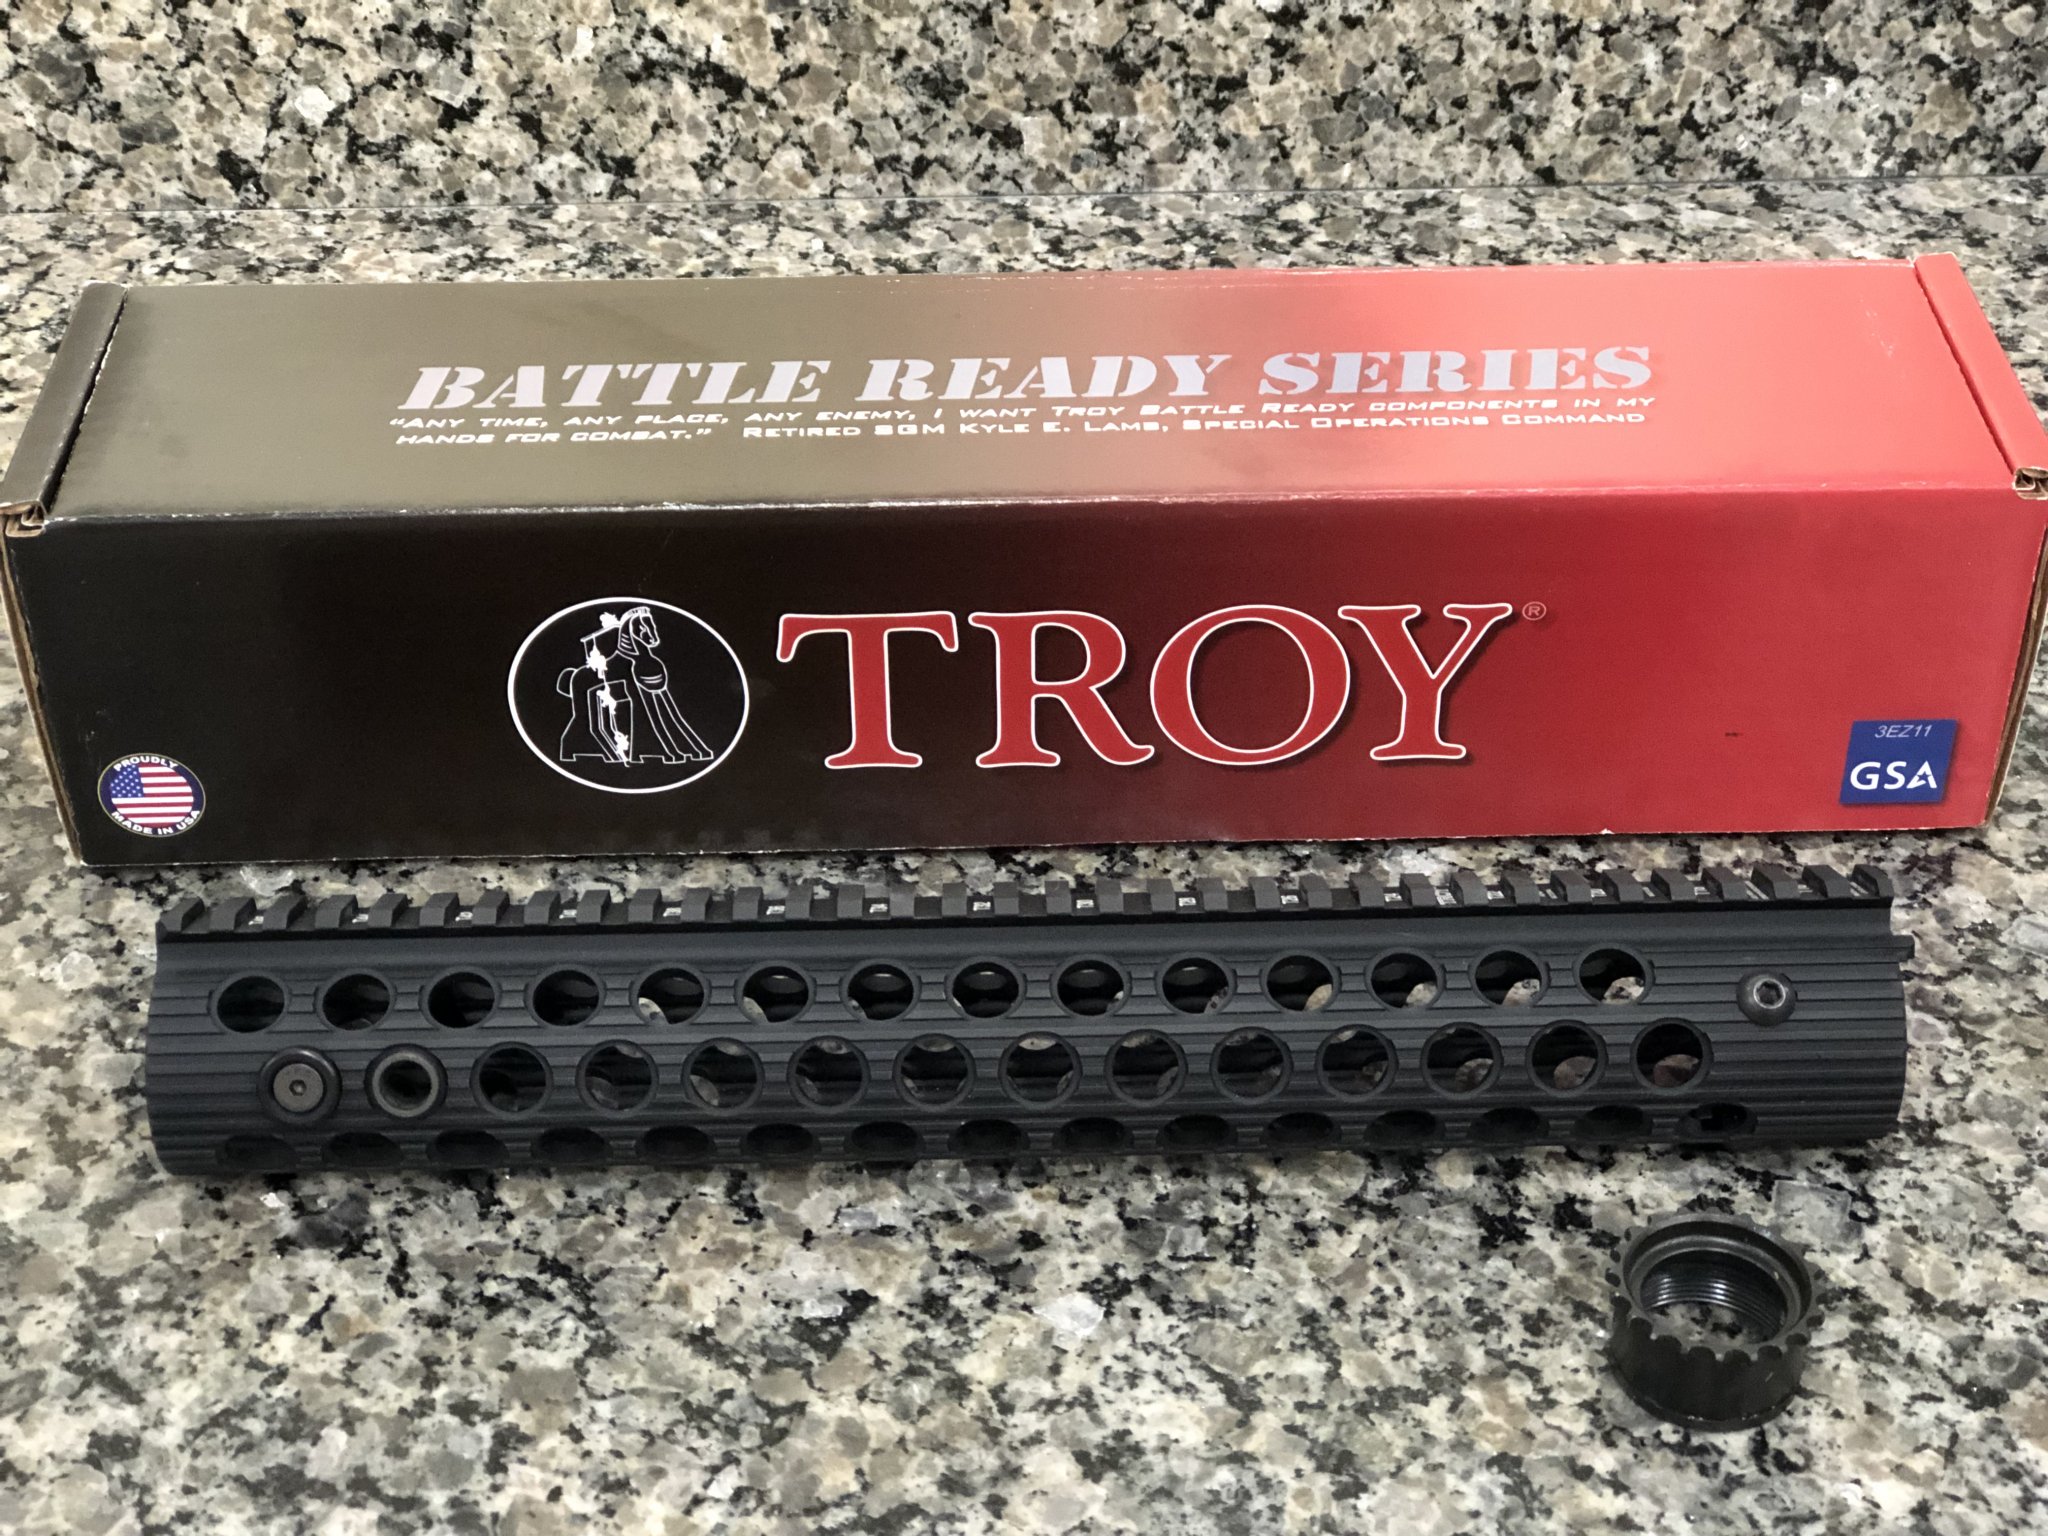 BATTLE READY SERIES
“ANY TIME, ANY PLACE, ANY ENEMY, I WANT TROY BATTLE READY COMPONENTS IN MY
HANDS FOR COMBAT.” RETIRED SGM KYLE E. LAMB, SPECIAL OPERATIONS COMMAND
TROY®
PROUDLY
MADE IN USA
3EZ11
GSA